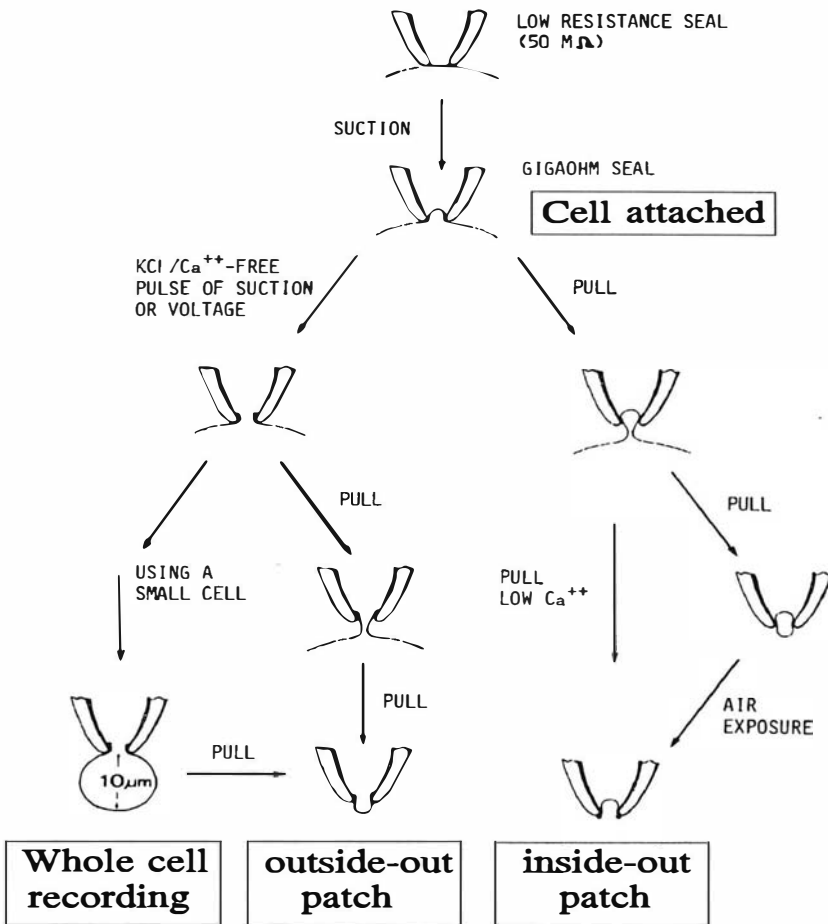 LOW RESISTANCE SEAL
(50 MΩ)
SUCTION
GIGAOHM SEAL
Cell attached
KCl/Ca++-FREE
PULSE OF SUCTION
OR VOLTAGE
PULL
PULL
PULL
USING A
SMALL CELL
PULL
LOW Ca++
PULL
AIR
EXPOSURE
PULL
10μm
Whole cell
recording
outside-out
patch
inside-out
patch